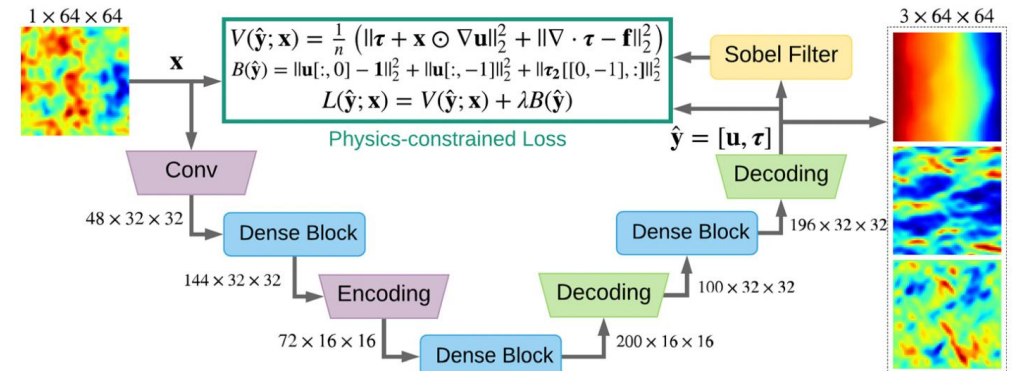 1 × 64 × 64
3 × 64 × 64
x
V(ŷ; x) = 1/n (||τ + x ⊙ ∇u||₂² + ||∇ · τ − f||₂²)
B(ŷ) = ||u[:, 0] − 1||₂² + ||u[:, −1]||₂² + ||τ₂[[0, −1], :]||₂²
L(ŷ; x) = V(ŷ; x) + λB(ŷ)
Physics-constrained Loss
Sobel Filter
ŷ = [u, τ]
Conv
Decoding
48 × 32 × 32
Dense Block
Dense Block
196 × 32 × 32
144 × 32 × 32
Encoding
Decoding
100 × 32 × 32
72 × 16 × 16
Dense Block
200 × 16 × 16